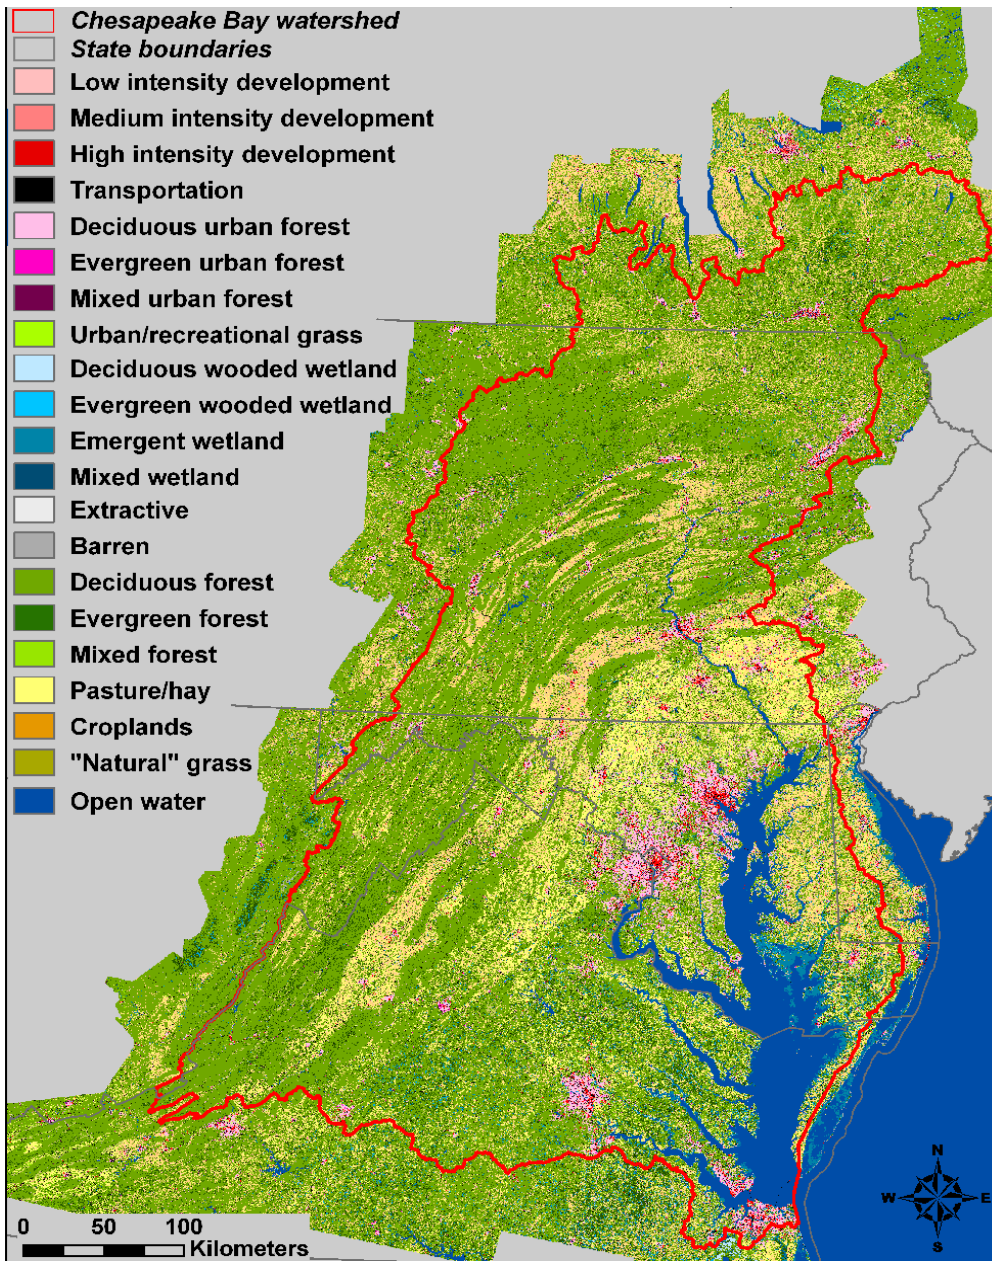 Chesapeake Bay watershed
State boundaries
Low intensity development
Medium intensity development
High intensity development
Transportation
Deciduous urban forest
Evergreen urban forest
Mixed urban forest
Urban/recreational grass
Deciduous wooded wetland
Evergreen wooded wetland
Emergent wetland
Mixed wetland
Extractive
Barren
Deciduous forest
Evergreen forest
Mixed forest
Pasture/hay
Croplands
"Natural" grass
Open water
N
W E
S
0 50 100
Kilometers